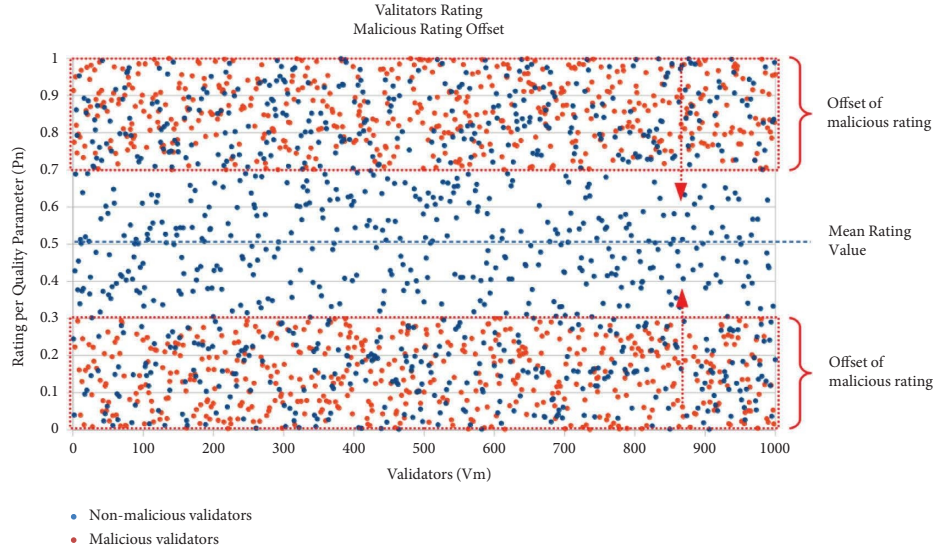 Valitators Rating
Malicious Rating Offset
Rating per Quality Parameter (Pn)
1
0.9
0.8
0.7
0.6
0.5
0.4
0.3
0.2
0.1
0
0 100 200 300 400 500 600 700 800 900 1000
Validators (Vm)
Offset of
malicious rating
Mean Rating
Value
Offset of
malicious rating
Non-malicious validators
Malicious validators